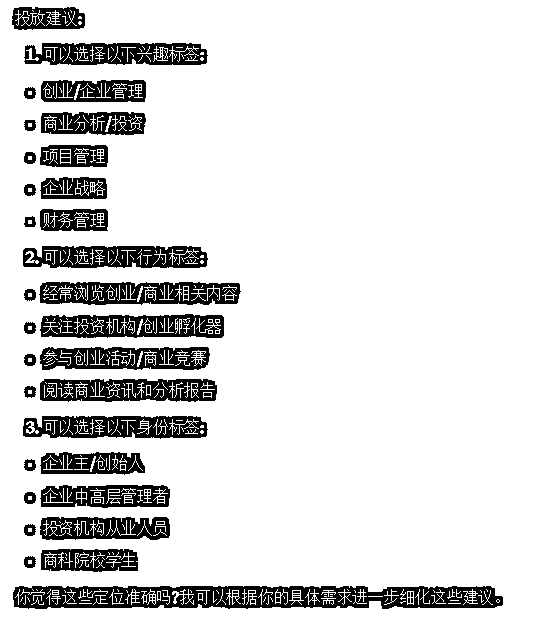 投放建议:
1.可以选择以下兴趣标签:
创业/企业管理
商业分析/投资
项目管理
企业战略
财务管理
2.可以选择以下行为标签:
经常浏览创业/商业相关内容
关注投资机构/创业孵化器
参与创业活动/商业竞赛
阅读商业资讯和分析报告
3.可以选择以下身份标签:
企业主/创始人
企业中高层管理者
投资机构从业人员
商科院校学生
你觉得这些定位准确吗?我可以根据你的具体需求进一步细化这些建议。